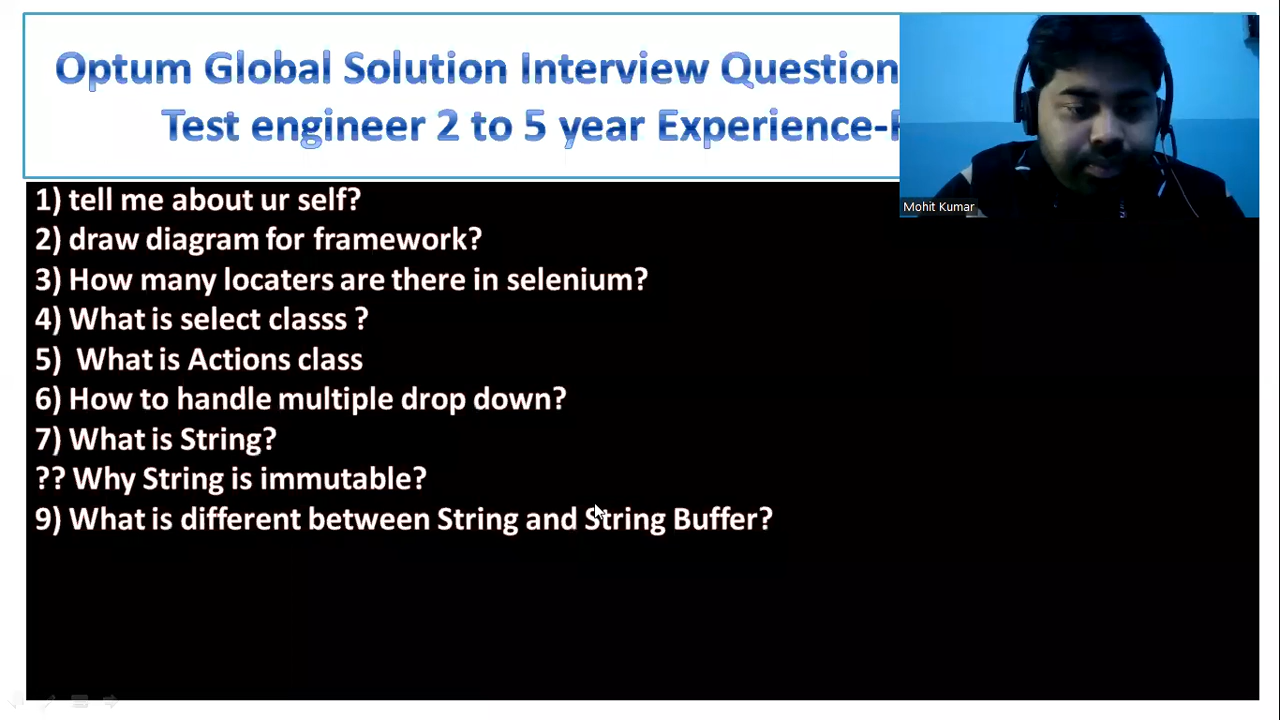 Optum Global Solution Interview Question
Test engineer 2 to 5 year Experience-
Mohit Kumar
1) tell me about ur self?
2) draw diagram for framework?
3) How many locaters are there in selenium?
4) What is select classs ?
5) What is Actions class
6) How to handle multiple drop down?
7) What is String?
?? Why String is immutable?
9) What is different between String and String Buffer?